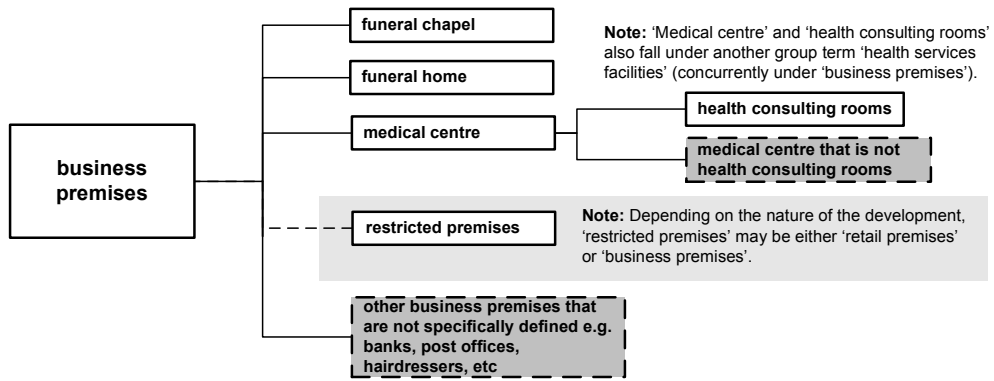 funeral chapel
Note: ‘Medical centre’ and ‘health consulting rooms’
also fall under another group term ‘health services
facilities’ (concurrently under ‘business premises’).
funeral home
health consulting rooms
medical centre
medical centre that is not
health consulting rooms
business
premises
restricted premises
Note: Depending on the nature of the development,
‘restricted premises’ may be either ‘retail premises’
or ‘business premises’.
other business premises that
are not specifically defined e.g.
banks, post offices,
hairdressers, etc